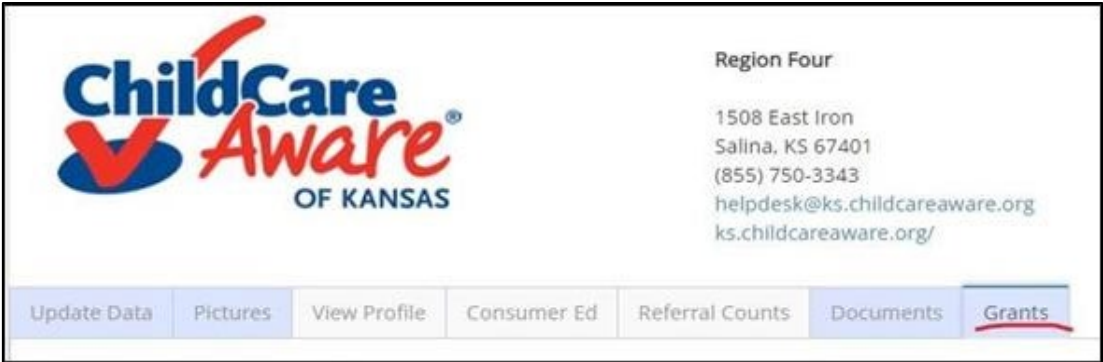 ChildCare
Aware®
OF KANSAS
Region Four
1508 East Iron
Salina, KS 67401
(855) 750-3343
helpdesk@ks.childcareaware.org
ks.childcareaware.org/
Update Data Pictures View Profile Consumer Ed Referral Counts Documents Grants